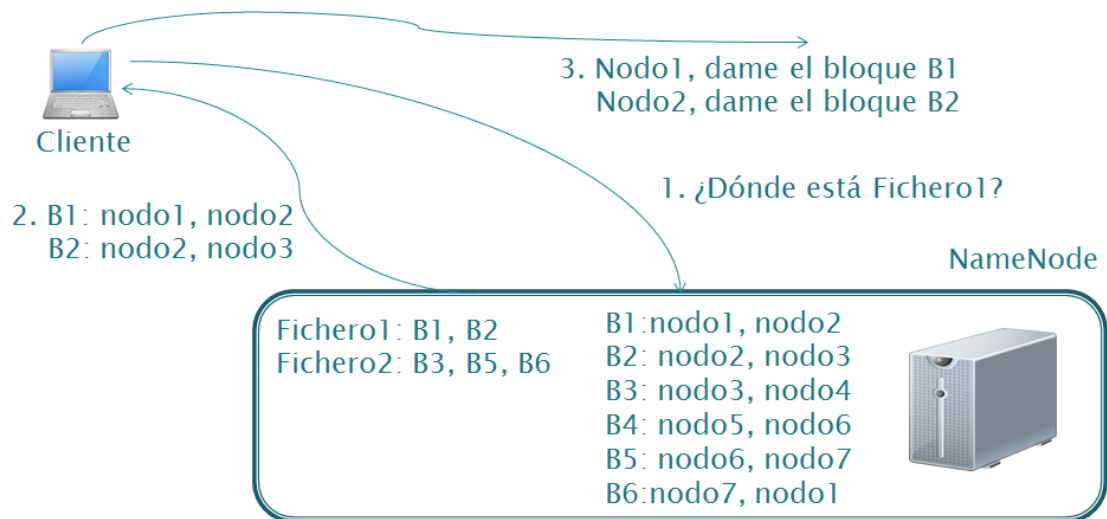 3. Nodo1, dame el bloque B1
Nodo2, dame el bloque B2
Cliente
1. ¿Dónde está Fichero1?
2. B1: nodo1, nodo2
B2: nodo2, nodo3
NameNode
Fichero1: B1, B2
Fichero2: B3, B5, B6
B1:nodo1, nodo2
B2: nodo2, nodo3
B3: nodo3, nodo4
B4: nodo5, nodo6
B5: nodo6, nodo7
B6:nodo7, nodo1